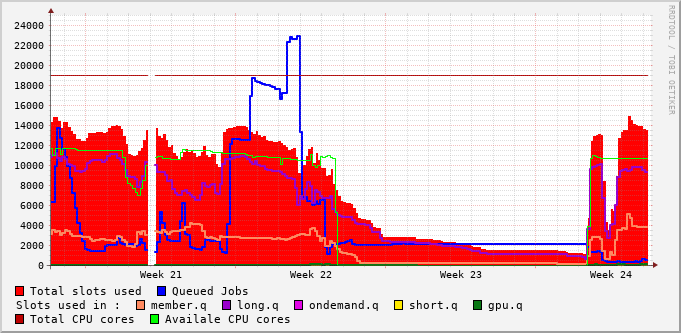 RRDTOOL / TOBI OETIKER
24000
22000
20000
18000
16000
14000
12000
10000
8000
6000
4000
2000
0
Week 21 Week 22 Week 23 Week 24
Total slots used Queued Jobs
Slots used in : member.q long.q ondemand.q short.q gpu.q
Total CPU cores Availale CPU cores